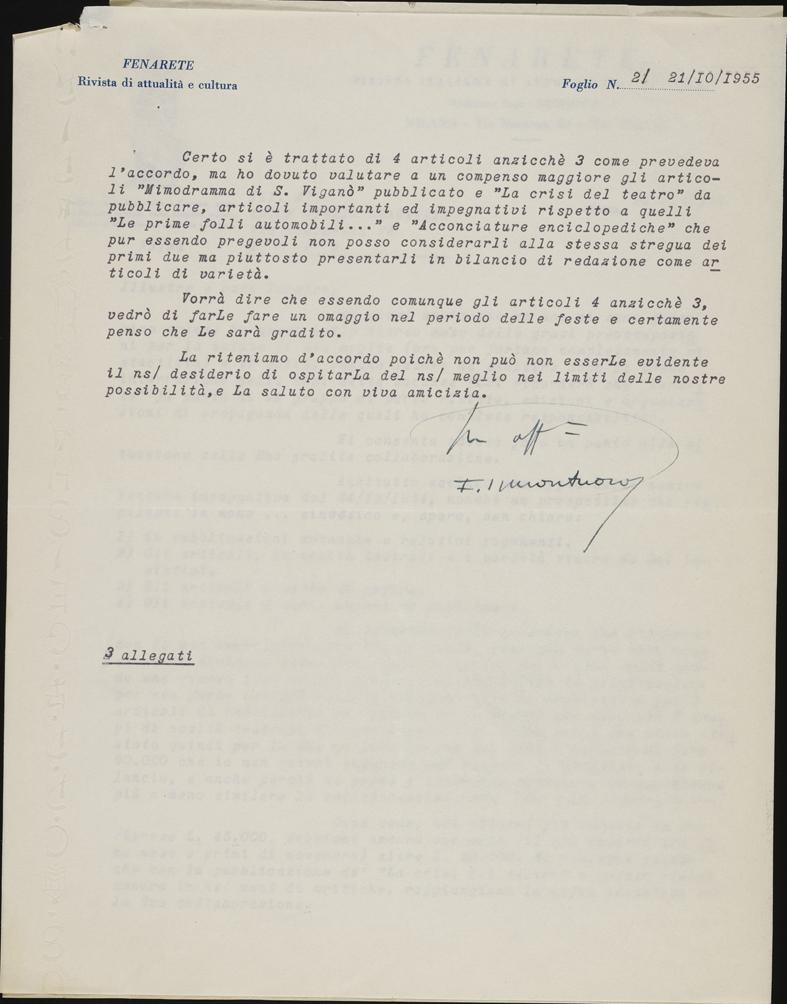 FENARETE
Rivista di attualità e cultura
Foglio N. 2/ 21/10/1955
Certo si è trattato di 4 articoli anzicchè 3 come prevedeva
l'accordo, ma ho dovuto valutare a un compenso maggiore gli artico-
li "Mimodramma di S. Viganò" pubblicato e "La crisi del teatro" da
pubblicare, articoli importanti ed impegnativi rispetto a quelli
"Le prime folli automobili..." e "Acconciature enciclopediche" che
pur essendo pregevoli non posso considerarli alla stessa stregua dei
primi due ma piuttosto presentarli in bilancio di redazione come ar
ticoli di varietà.
Vorrà dire che essendo comunque gli articoli 4 anzicchè 3,
vedrò di farLe fare un omaggio nel periodo delle feste e certamente
penso che Le sarà gradito.
La riteniamo d'accordo poichè non può non esserLe evidente
il ns/ desiderio di ospitarLa del ns/ meglio nei limiti delle nostre
possibilità,e La saluto con viva amicizia.
3 allegati